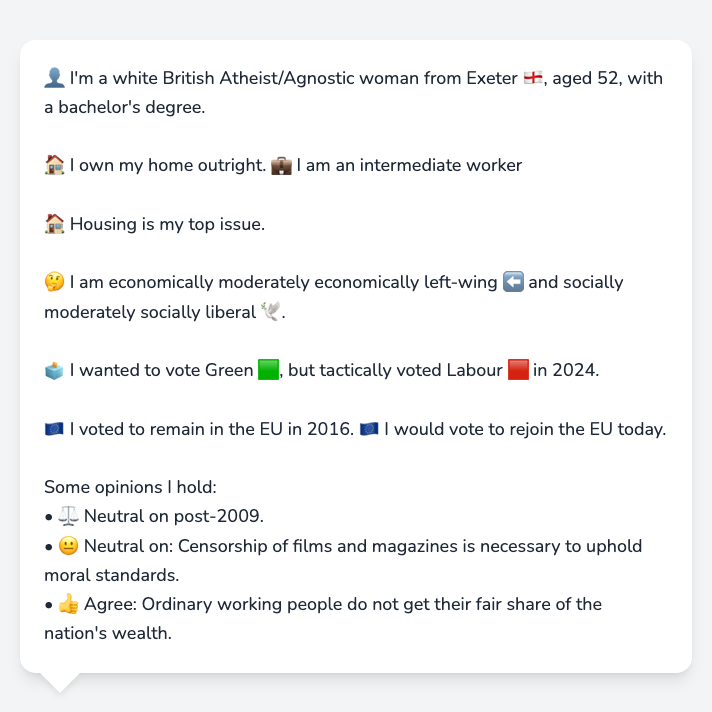 👤 I'm a white British Atheist/Agnostic woman from Exeter 🏴󠁧󠁢󠁥󠁮󠁧󠁿, aged 52, with
a bachelor's degree.
🏠 I own my home outright. 💼 I am an intermediate worker
🏠 Housing is my top issue.
🤔 I am economically moderately economically left-wing ⬅️ and socially
moderately socially liberal 🕊️.
🗳️ I wanted to vote Green 🟩, but tactically voted Labour 🟥 in 2024.
🇪🇺 I voted to remain in the EU in 2016. 🇪🇺 I would vote to rejoin the EU today.
Some opinions I hold:
• ⚖️ Neutral on post-2009.
• 😐 Neutral on: Censorship of films and magazines is necessary to uphold
moral standards.
• 👍 Agree: Ordinary working people do not get their fair share of the
nation's wealth.